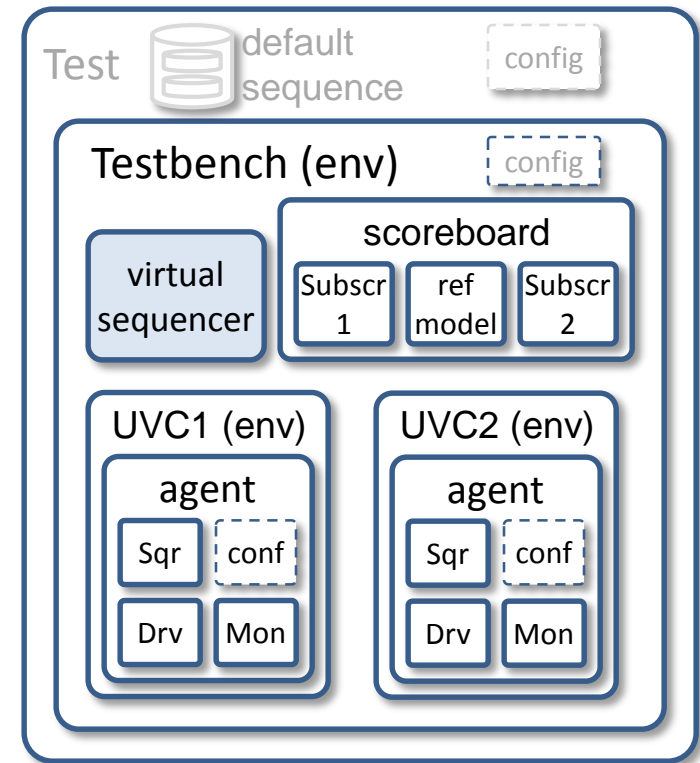 Test
default
sequence
config
Testbench (env)
config
virtual
sequencer
scoreboard
Subscr
1
ref
model
Subscr
2
UVC1 (env)
agent
Sqr
conf
Drv
Mon
UVC2 (env)
agent
Sqr
conf
Drv
Mon